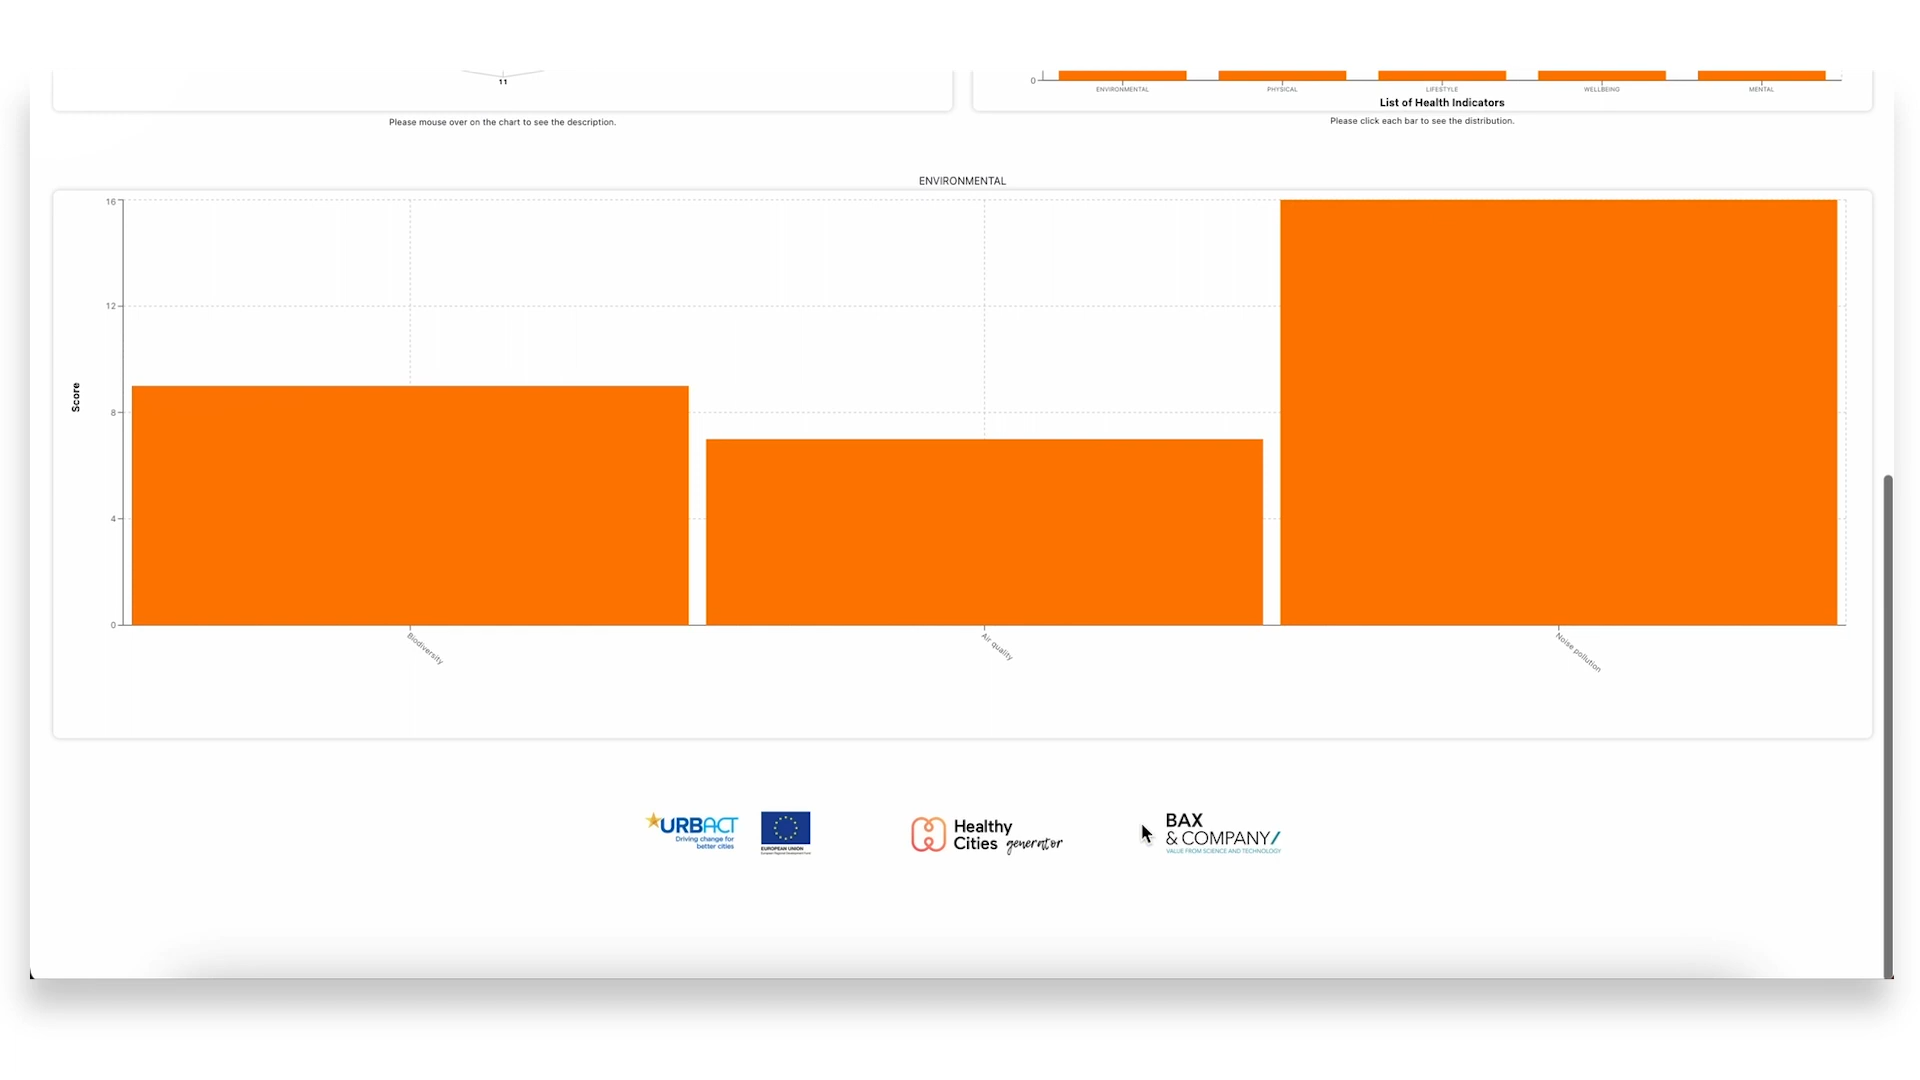 11
0
ENVIRONMENTAL PHYSICAL LIFESTYLE WELLBEING MENTAL
List of Health Indicators
Please mouse over on the chart to see the description.
Please click each bar to see the distribution.
ENVIRONMENTAL
16
12
8
4
0
Score
Biodiversity
Air quality
Noise pollution
URBACT
Driving change for
better cities
EUROPEAN UNION
Healthy
Cities generator
BAX
& COMPANY/
VALUE FROM SCIENCE AND TECHNOLOGY